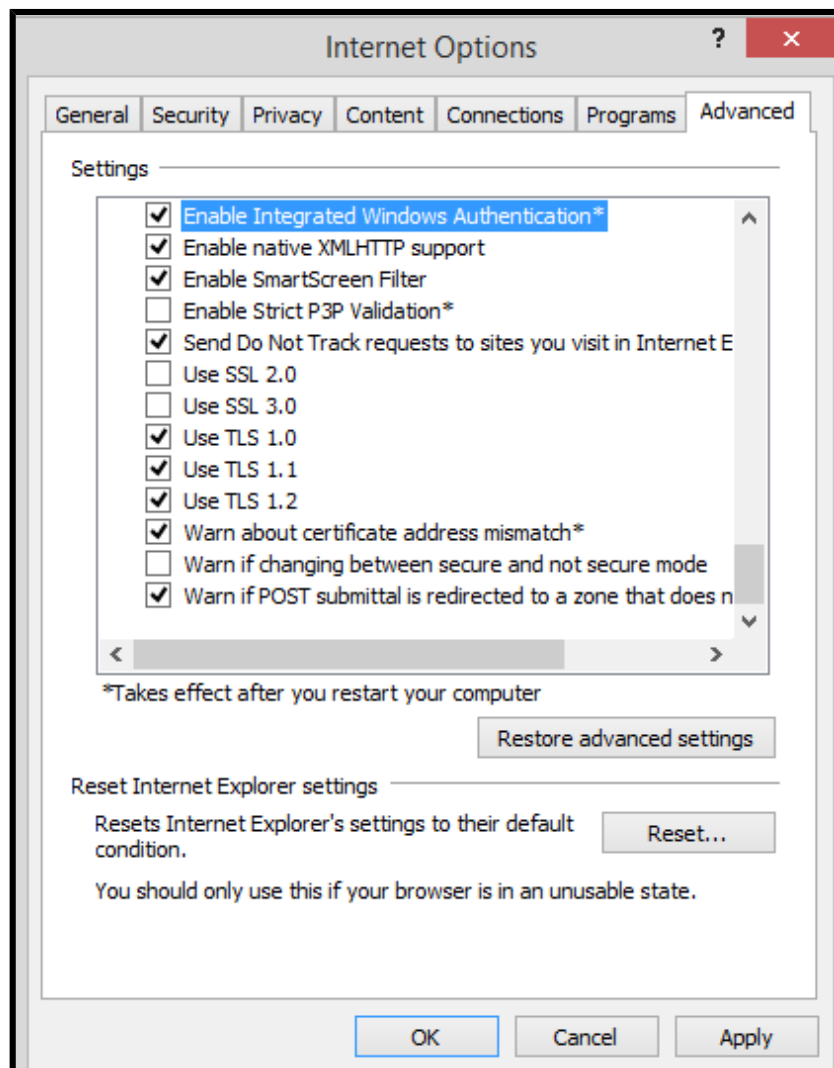 Internet Options
?
General Security Privacy Content Connections Programs Advanced
Settings
Enable Integrated Windows Authentication*
Enable native XMLHTTP support
Enable SmartScreen Filter
Enable Strict P3P Validation*
Send Do Not Track requests to sites you visit in Internet E
Use SSL 2.0
Use SSL 3.0
Use TLS 1.0
Use TLS 1.1
Use TLS 1.2
Warn about certificate address mismatch*
Warn if changing between secure and not secure mode
Warn if POST submittal is redirected to a zone that does n
*Takes effect after you restart your computer
Restore advanced settings
Reset Internet Explorer settings
Resets Internet Explorer's settings to their default
condition.
Reset...
You should only use this if your browser is in an unusable state.
OK Cancel Apply